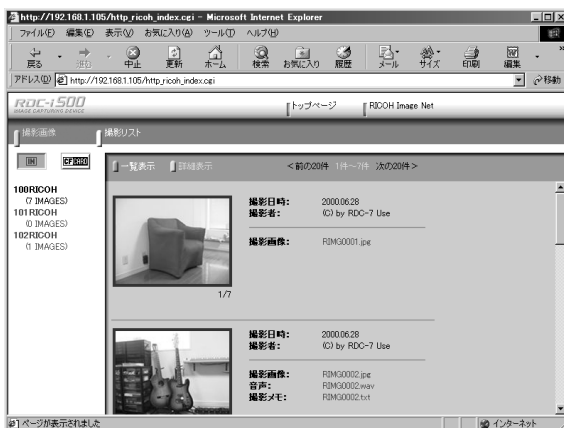 http://192.168.1.105/http_ricoh_index.cgi - Microsoft Internet Explorer
ファイル(F) 編集(E) 表示(V) お気に入り(A) ツール(T) ヘルプ(H)
戻る 進む 中止 更新 ホーム 検索 お気に入り 履歴 メール サイズ 印刷 編集 »
アドレス(D) http://192.168.1.105/http_ricoh_index.cgi 移動
RDC-i500
IMAGE CAPTURING DEVICE
トップページ RICOH Image Net
撮影画像 撮影リスト
IN CF CARD
一覧表示 詳細表示 <前の20件 1件~7件 次の20件>
100RICOH
(7 IMAGES)
101RICOH
(0 IMAGES)
102RICOH
(1 IMAGES)
撮影日時: 2000.06.28
撮影者: (C) by RDC-7 Use
撮影画像: RIMG0001.jpg
1/7
撮影日時: 2000.06.28
撮影者: (C) by RDC-7 Use
撮影画像: RIMG0002.jpg
音声: RIMG0002.wav
撮影メモ: RIMG0002.txt
ページが表示されました インターネット